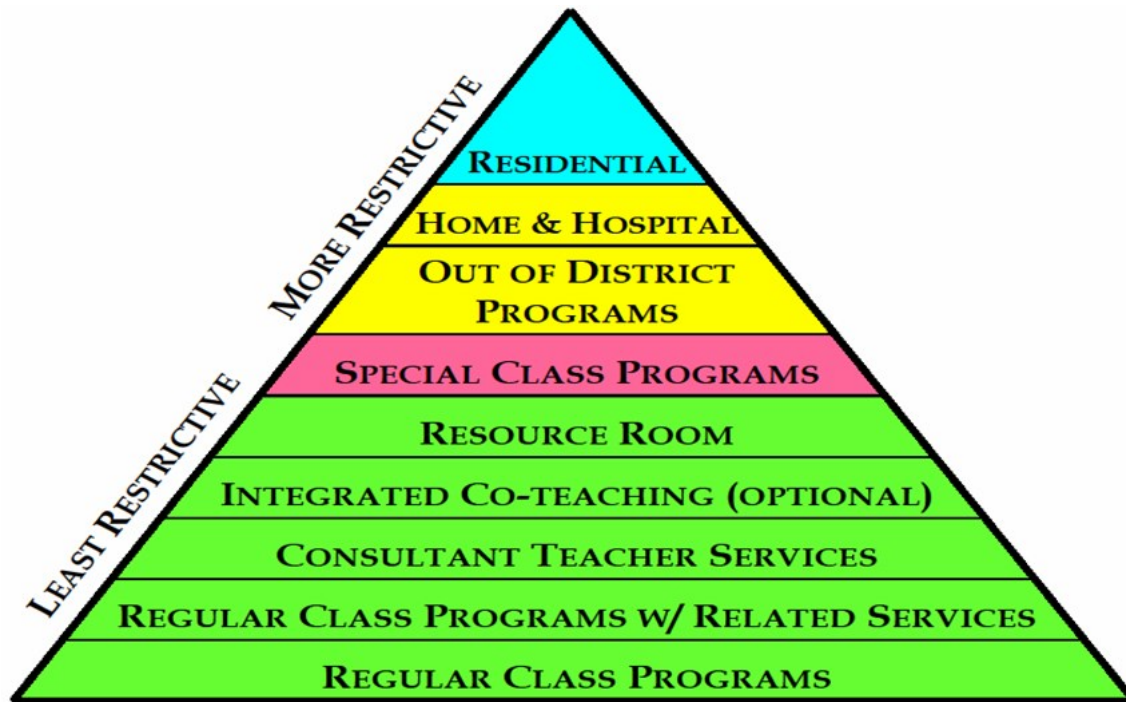 MORE RESTRICTIVE
LEAST RESTRICTIVE
RESIDENTIAL
HOME & HOSPITAL
OUT OF DISTRICT
PROGRAMS
SPECIAL CLASS PROGRAMS
RESOURCE ROOM
INTEGRATED CO-TEACHING (OPTIONAL)
CONSULTANT TEACHER SERVICES
REGULAR CLASS PROGRAMS W/ RELATED SERVICES
REGULAR CLASS PROGRAMS